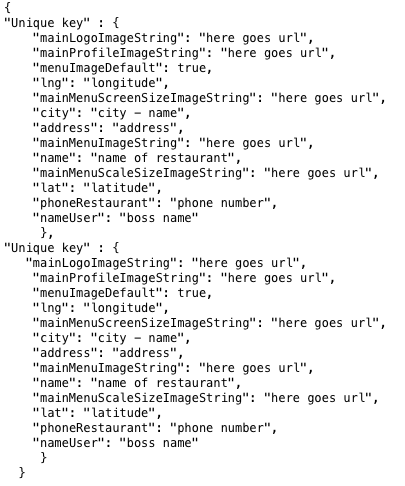 {
"Unique key" : {
    "mainLogoImageString": "here goes url",
    "mainProfileImageString": "here goes url",
    "menuImageDefault": true,
    "lng": "longitude",
    "mainMenuScreenSizeImageString": "here goes url",
    "city": "city – name",
    "address": "address",
    "mainMenuImageString": "here goes url",
    "name": "name of restaurant",
    "mainMenuScaleSizeImageString": "here goes url",
    "lat": "latitude",
    "phoneRestaurant": "phone number",
    "nameUser": "boss name"
     },
"Unique key" : {
   "mainLogoImageString": "here goes url",
    "mainProfileImageString": "here goes url",
    "menuImageDefault": true,
    "lng": "longitude",
    "mainMenuScreenSizeImageString": "here goes url",
    "city": "city – name",
    "address": "address",
    "mainMenuImageString": "here goes url",
    "name": "name of restaurant",
    "mainMenuScaleSizeImageString": "here goes url",
    "lat": "latitude",
    "phoneRestaurant": "phone number",
    "nameUser": "boss name"
     }
  }